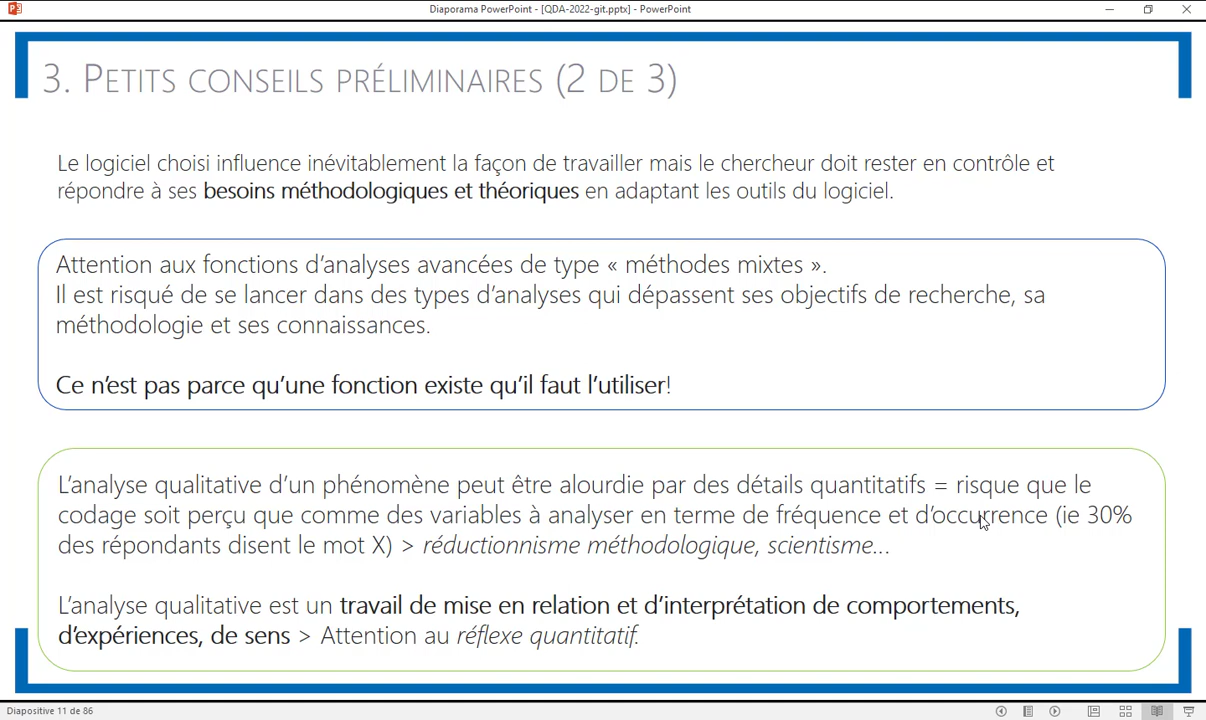 Diaporama PowerPoint - [QDA-2022-git.pptx] - PowerPoint
3. Petits conseils préliminaires (2 de 3)
Le logiciel choisi influence inévitablement la façon de travailler mais le chercheur doit rester en contrôle et
répondre à ses besoins méthodologiques et théoriques en adaptant les outils du logiciel.
Attention aux fonctions d’analyses avancées de type « méthodes mixtes ».
Il est risqué de se lancer dans des types d’analyses qui dépassent ses objectifs de recherche, sa
méthodologie et ses connaissances.
Ce n’est pas parce qu’une fonction existe qu’il faut l’utiliser!
L’analyse qualitative d’un phénomène peut être alourdie par des détails quantitatifs = risque que le
codage soit perçu que comme des variables à analyser en terme de fréquence et d’occurrence (ie 30%
des répondants disent le mot X) > réductionnisme méthodologique, scientisme...
L’analyse qualitative est un travail de mise en relation et d’interprétation de comportements,
d’expériences, de sens > Attention au réflexe quantitatif.
Diapositive 11 de 86